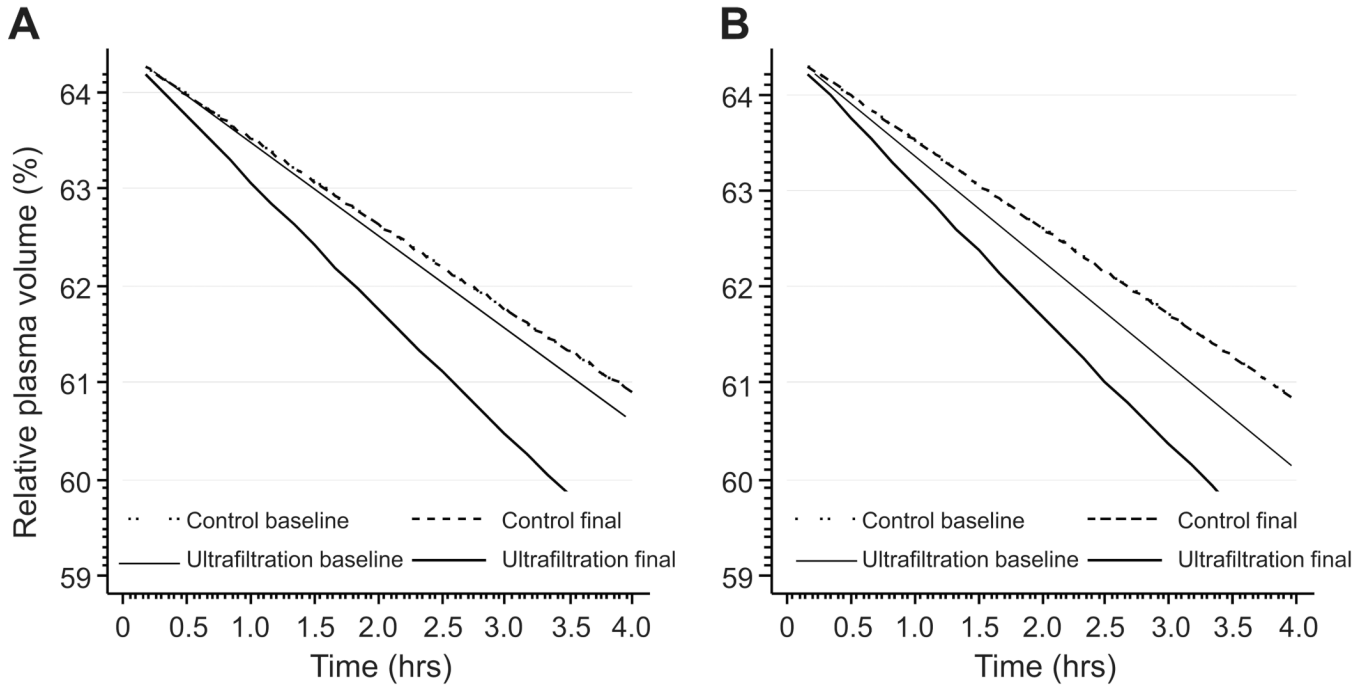 A
B
Relative plasma volume (%)
64
63
62
61
60
59
Control baseline
Control final
Ultrafiltration baseline
Ultrafiltration final
0 0.5 1.0 1.5 2.0 2.5 3.0 3.5 4.0
Time (hrs)
64
63
62
61
60
59
Control baseline
Control final
Ultrafiltration baseline
Ultrafiltration final
0 0.5 1.0 1.5 2.0 2.5 3.0 3.5 4.0
Time (hrs)